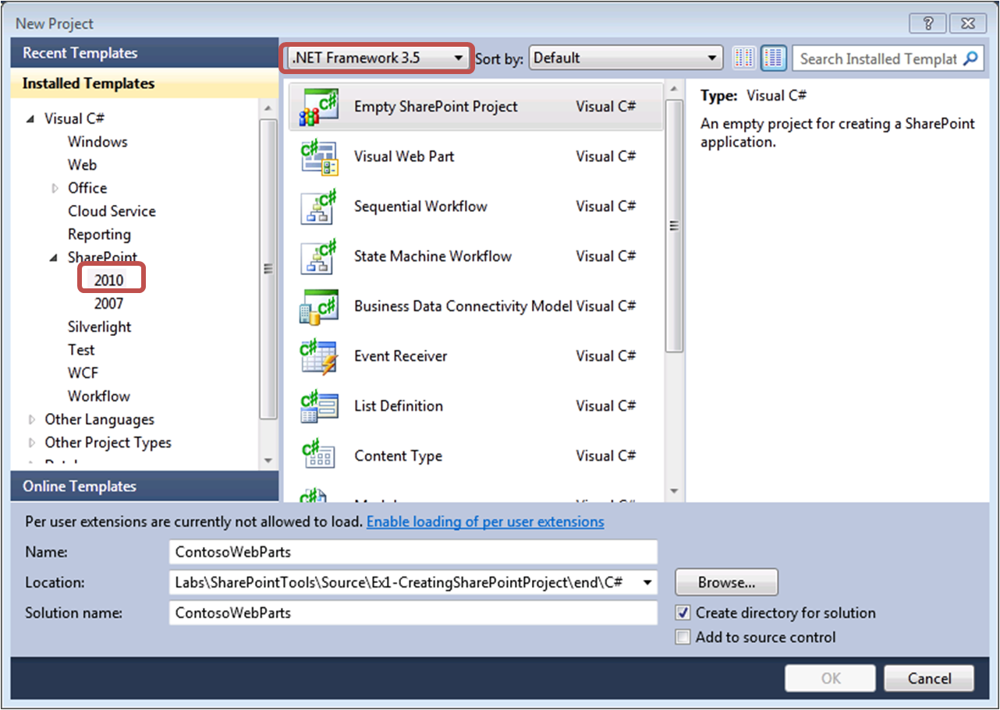 New Project
Recent Templates
Installed Templates
Visual C#
Windows
Web
Office
Cloud Service
Reporting
SharePoint
2010
2007
Silverlight
Test
WCF
Workflow
Other Languages
Other Project Types
Online Templates
.NET Framework 3.5 Sort by: Default Search Installed Templat
Empty SharePoint Project Visual C#
Visual Web Part Visual C#
Sequential Workflow Visual C#
State Machine Workflow Visual C#
Business Data Connectivity Model Visual C#
Event Receiver Visual C#
List Definition Visual C#
Content Type Visual C#
Type: Visual C#
An empty project for creating a SharePoint
application.
Per user extensions are currently not allowed to load. Enable loading of per user extensions
Name: ContosoWebParts
Location: Labs\SharePointTools\Source\Ex1-CreatingSharePointProject\end\C# Browse...
Solution name: ContosoWebParts
Create directory for solution
Add to source control
OK Cancel